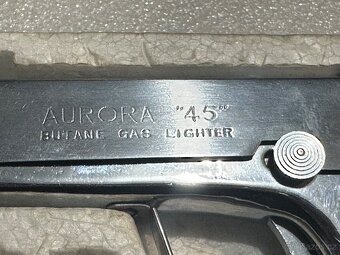 AURORA "45"
BUTANE GAS LIGHTER